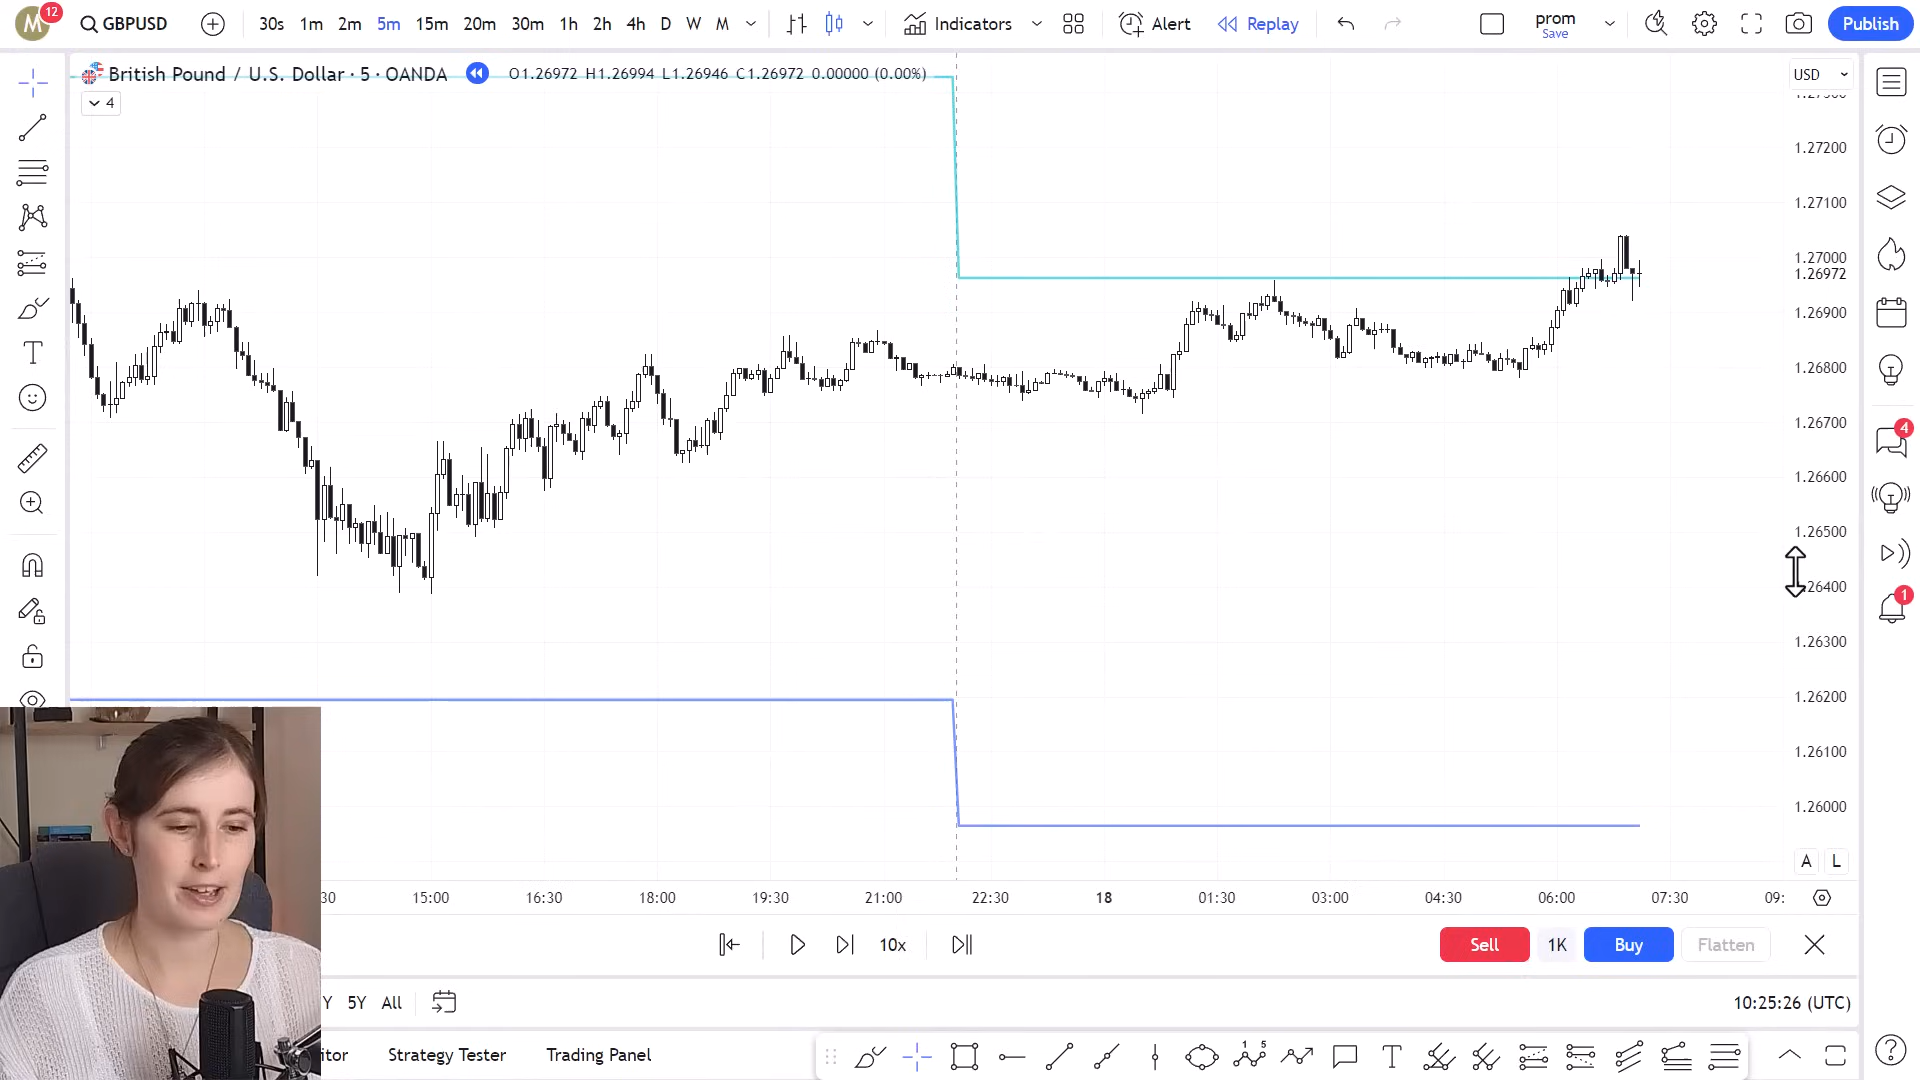 M 12 GBPUSD 30s 1m 2m 5m 15m 20m 30m 1h 2h 4h D W M Indicators Alert Replay prom Save Publish
British Pound / U.S. Dollar · 5 · OANDA O1.26972 H1.26994 L1.26946 C1.26972 0.00000 (0.00%) USD
4
1.27200
1.27100
1.27000
1.26972
1.26900
1.26800
1.26700
1.26600
1.26500
1.26300
1.26200
1.26100
1.26000
T
4
1
A L
15:00 16:30 18:00 19:30 21:00 22:30 18 01:30 03:00 04:30 06:00 07:30 09:
10x Sell 1K Buy Flatten
5Y All 10:25:26 (UTC)
Strategy Tester Trading Panel
1 5
T
?